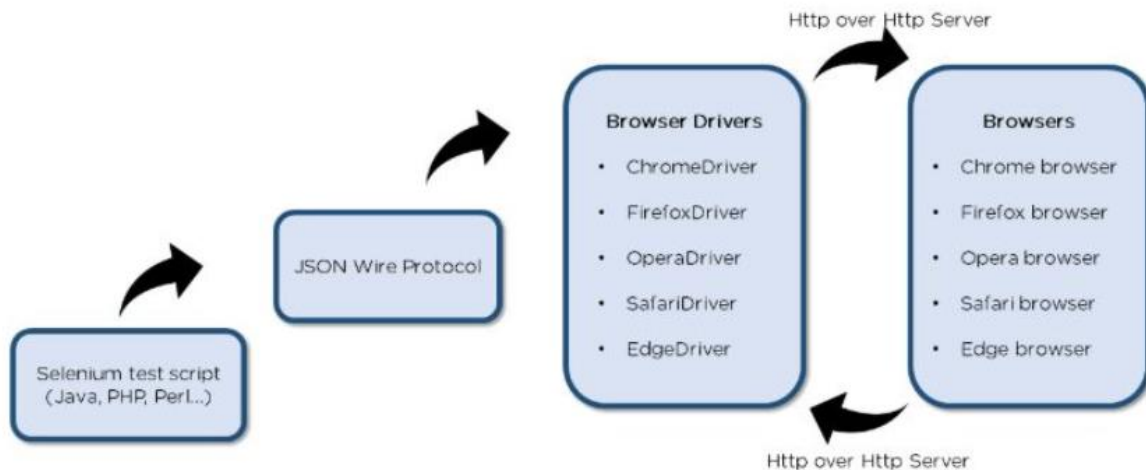 Selenium test script
(Java, PHP, Perl...)
JSON Wire Protocol
Browser Drivers
• ChromeDriver
• FirefoxDriver
• OperaDriver
• SafariDriver
• EdgeDriver
Http over Http Server
Browsers
• Chrome browser
• Firefox browser
• Opera browser
• Safari browser
• Edge browser
Http over Http Server